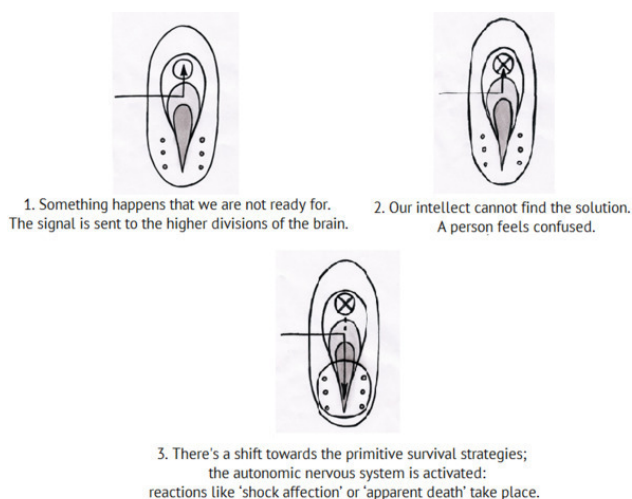 1. Something happens that we are not ready for.
The signal is sent to the higher divisions of the brain.
2. Our intellect cannot find the solution.
A person feels confused.
3. There's a shift towards the primitive survival strategies;
the autonomic nervous system is activated:
reactions like 'shock affection' or 'apparent death' take place.